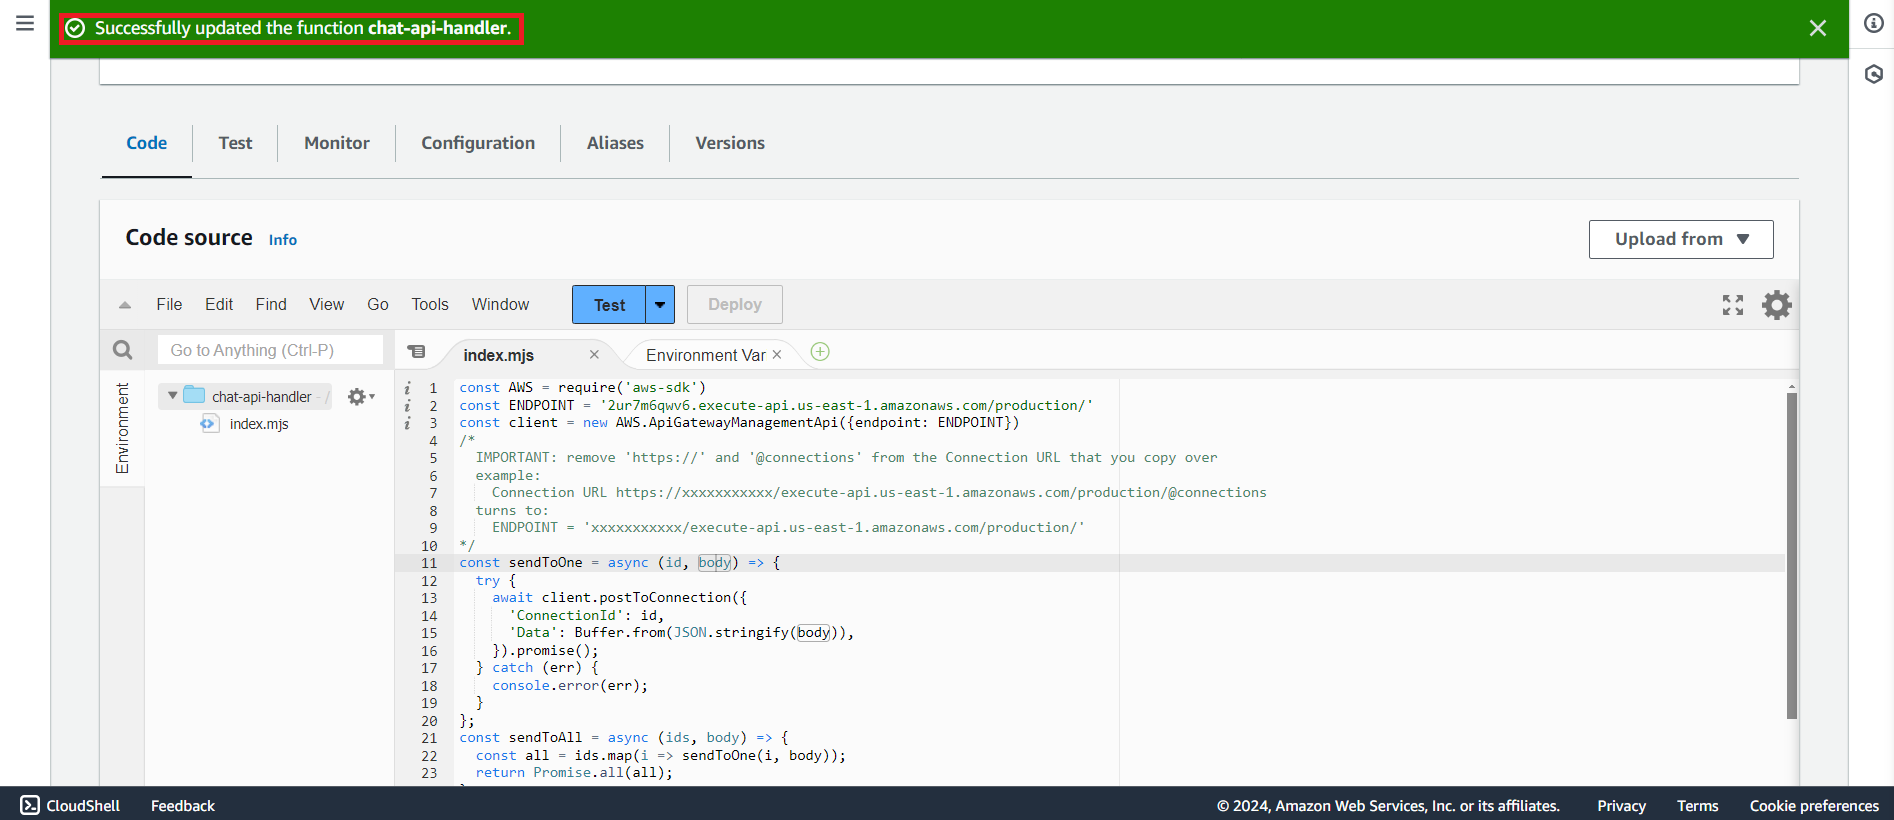 Successfully updated the function chat-api-handler.
Code Test Monitor Configuration Aliases Versions
Code source Info
Upload from
File Edit Find View Go Tools Window Test Deploy
Go to Anything (Ctrl-P)
index.mjs Environment Var
Environment
chat-api-handler - /
index.mjs
1 const AWS = require('aws-sdk')
2 const ENDPOINT = '2ur7m6qwv6.execute-api.us-east-1.amazonaws.com/production/'
3 const client = new AWS.ApiGatewayManagementApi({endpoint: ENDPOINT})
4 /*
5 IMPORTANT: remove 'https://' and '@connections' from the Connection URL that you copy over
6 example:
7 Connection URL https://xxxxxxxxxxx/execute-api.us-east-1.amazonaws.com/production/@connections
8 turns to:
9 ENDPOINT = 'xxxxxxxxxxx/execute-api.us-east-1.amazonaws.com/production/'
10 */
11 const sendToOne = async (id, body) => {
12 try {
13 await client.postToConnection({
14 'ConnectionId': id,
15 'Data': Buffer.from(JSON.stringify(body)),
16 }).promise();
17 } catch (err) {
18 console.error(err);
19 }
20 };
21 const sendToAll = async (ids, body) => {
22 const all = ids.map(i => sendToOne(i, body));
23 return Promise.all(all);
CloudShell Feedback © 2024, Amazon Web Services, Inc. or its affiliates. Privacy Terms Cookie preferences